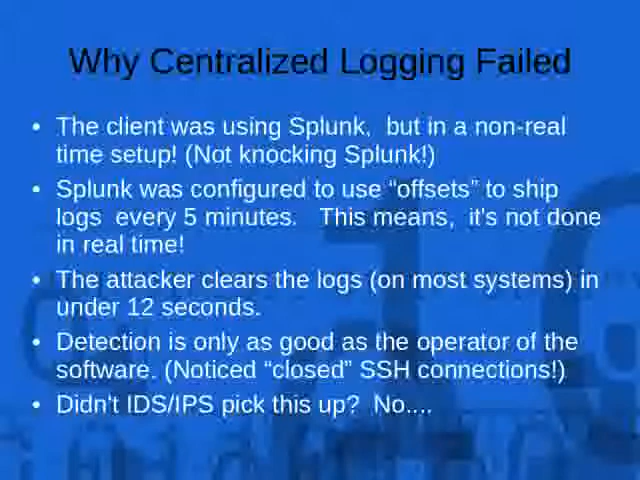 Why Centralized Logging Failed
• The client was using Splunk,  but in a non-real
time setup! (Not knocking Splunk!)
• Splunk was configured to use “offsets” to ship
logs  every 5 minutes.   This means,  it's not done
in real time!
• The attacker clears the logs (on most systems) in
under 12 seconds.
• Detection is only as good as the operator of the
software. (Noticed “closed” SSH connections!)
• Didn't IDS/IPS pick this up?  No....